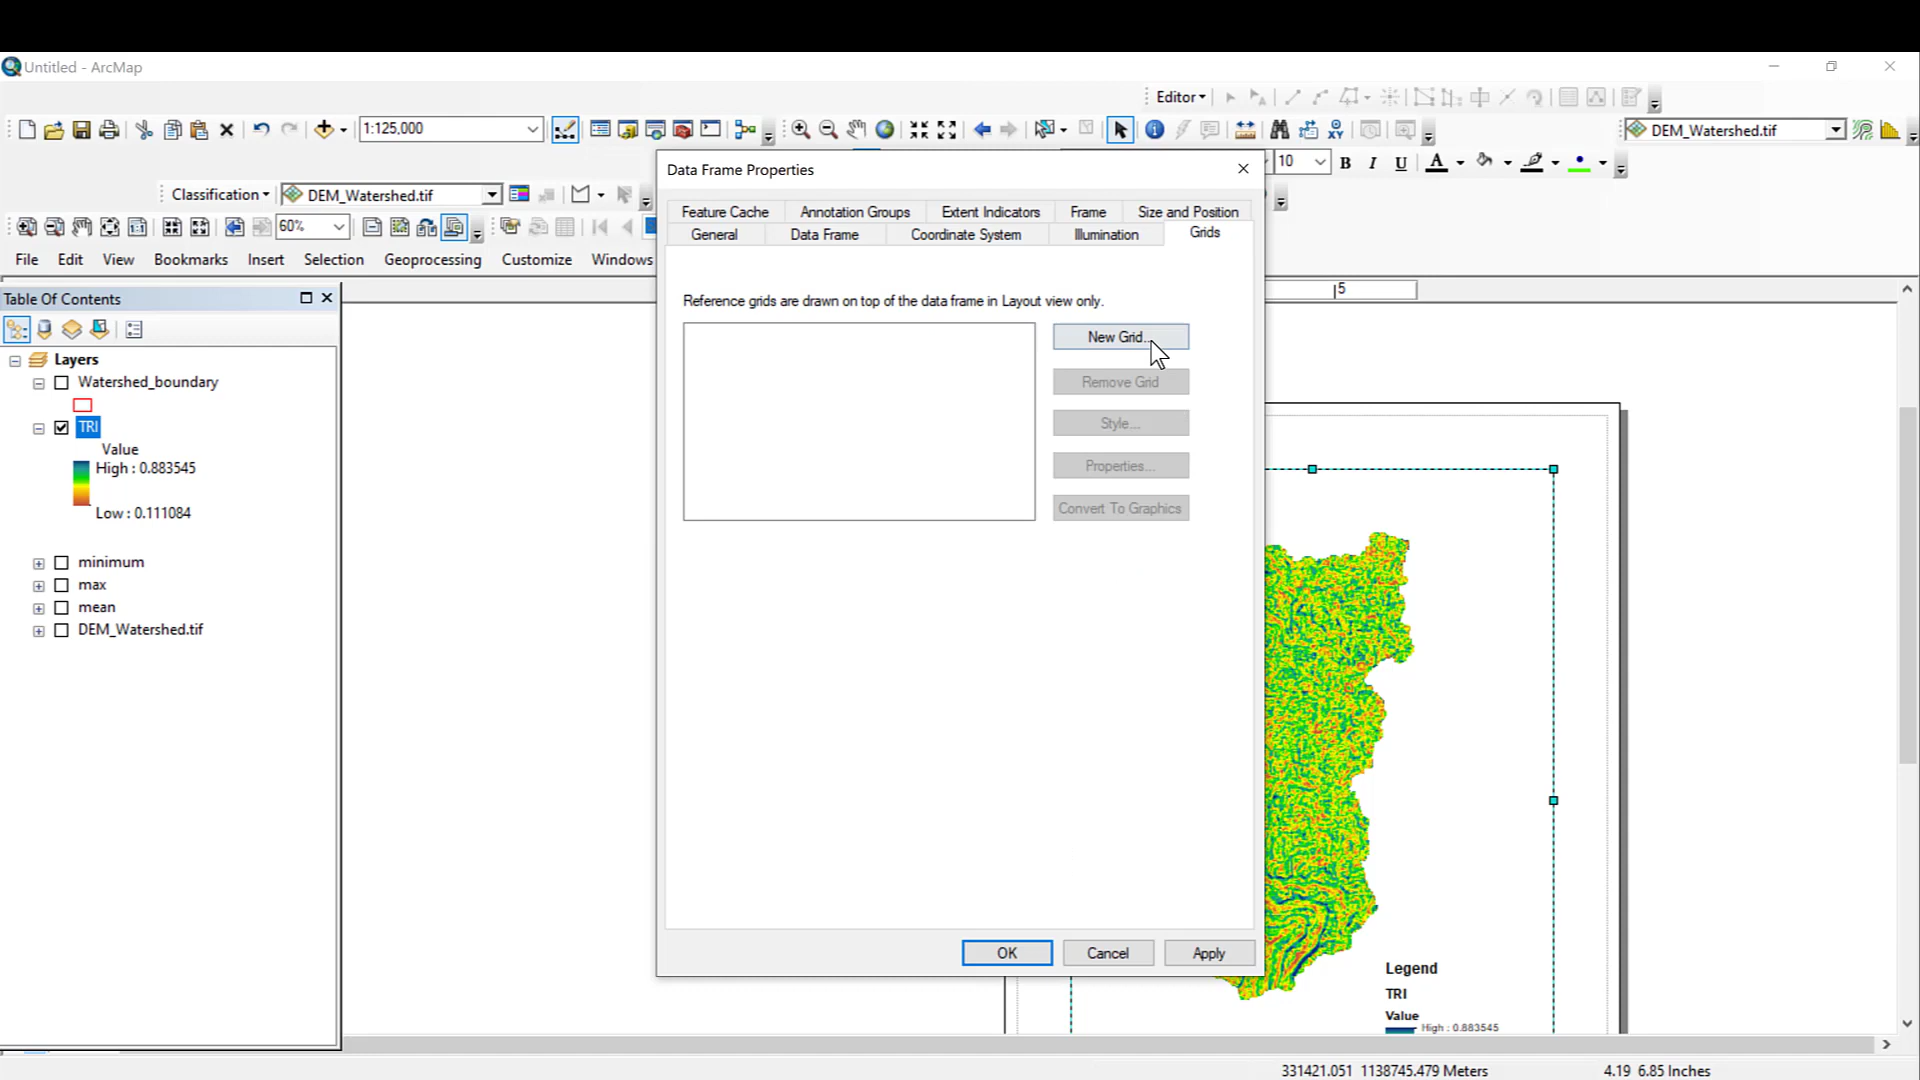 Untitled - ArcMap
Editor
1:125,000
DEM_Watershed.tif
10 B I U A
Classification DEM_Watershed.tif
60%
File Edit View Bookmarks Insert Selection Geoprocessing Customize Windows
Data Frame Properties
Feature Cache Annotation Groups Extent Indicators Frame Size and Position
General Data Frame Coordinate System Illumination Grids
Reference grids are drawn on top of the data frame in Layout view only.
New Grid...
Remove Grid
Style...
Properties...
Convert To Graphics
OK Cancel Apply
5
Table Of Contents
Layers
Watershed_boundary
TRI
Value
High : 0.883545
Low : 0.111084
minimum
max
mean
DEM_Watershed.tif
Legend
TRI
Value
High : 0.883545
331421.051 1138745.479 Meters 4.19 6.85 Inches